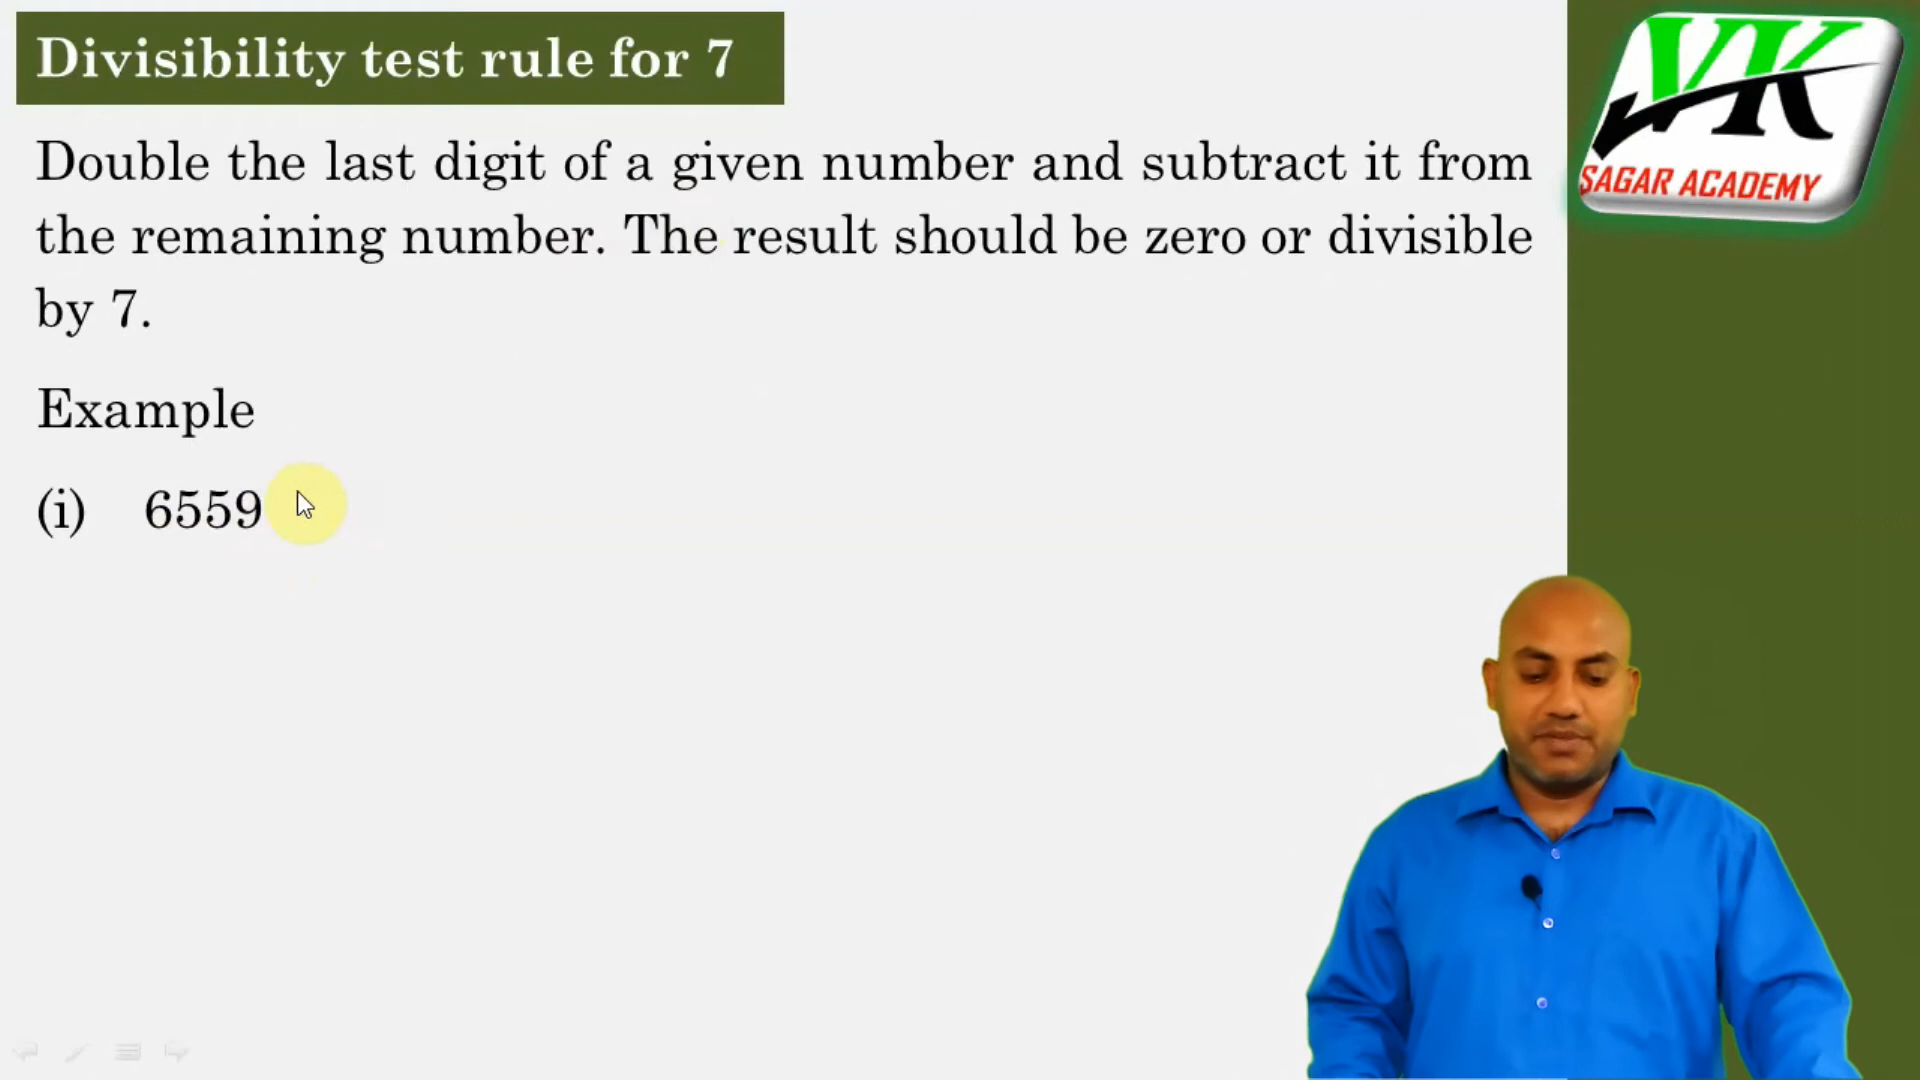 Divisibility test rule for 7
VK
SAGAR ACADEMY
Double the last digit of a given number and subtract it from
the remaining number. The result should be zero or divisible
by 7.
Example
(i) 6559